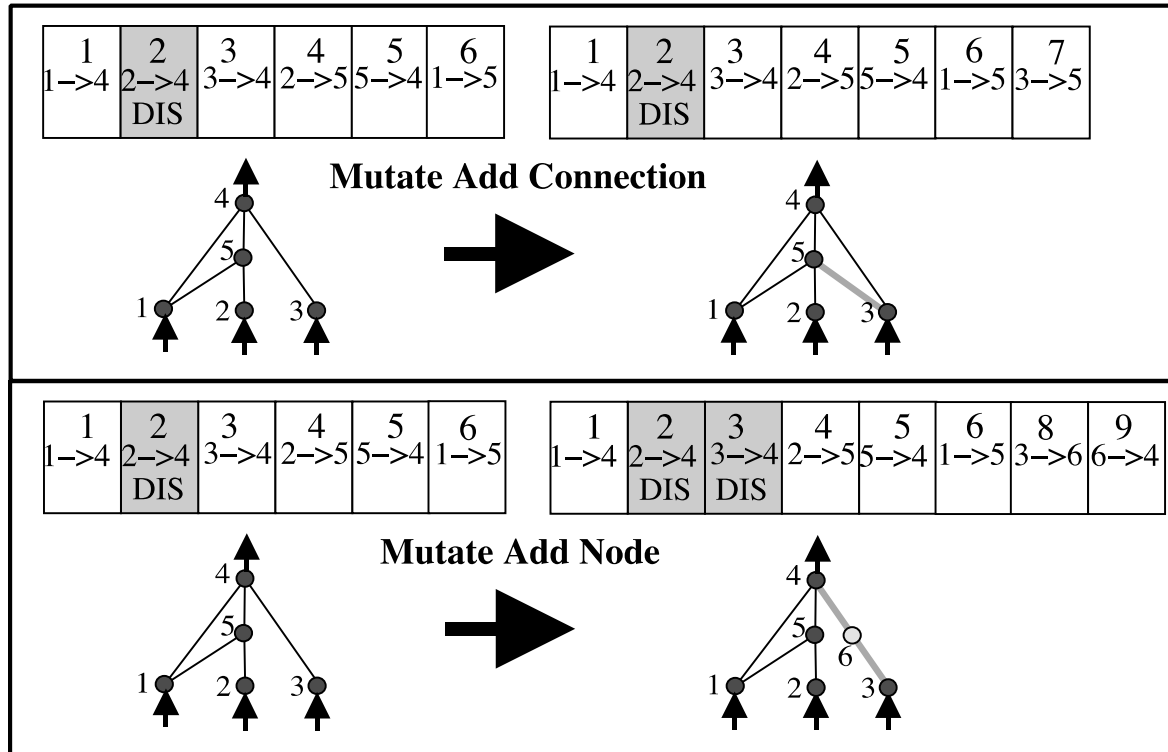 1 2 3 4 5 6 1 2 3 4 5 6 7
1->4 2->4 3->4 2->5 5->4 1->5 1->4 2->4 3->4 2->5 5->4 1->5 3->5
DIS DIS
Mutate Add Connection
4 4
5 5
1 2 3 1 2 3
1 2 3 4 5 6 1 2 3 4 5 6 8 9
1->4 2->4 3->4 2->5 5->4 1->5 1->4 2->4 3->4 2->5 5->4 1->5 3->6 6->4
DIS DIS DIS
Mutate Add Node
4 4
5 5 6
1 2 3 1 2 3